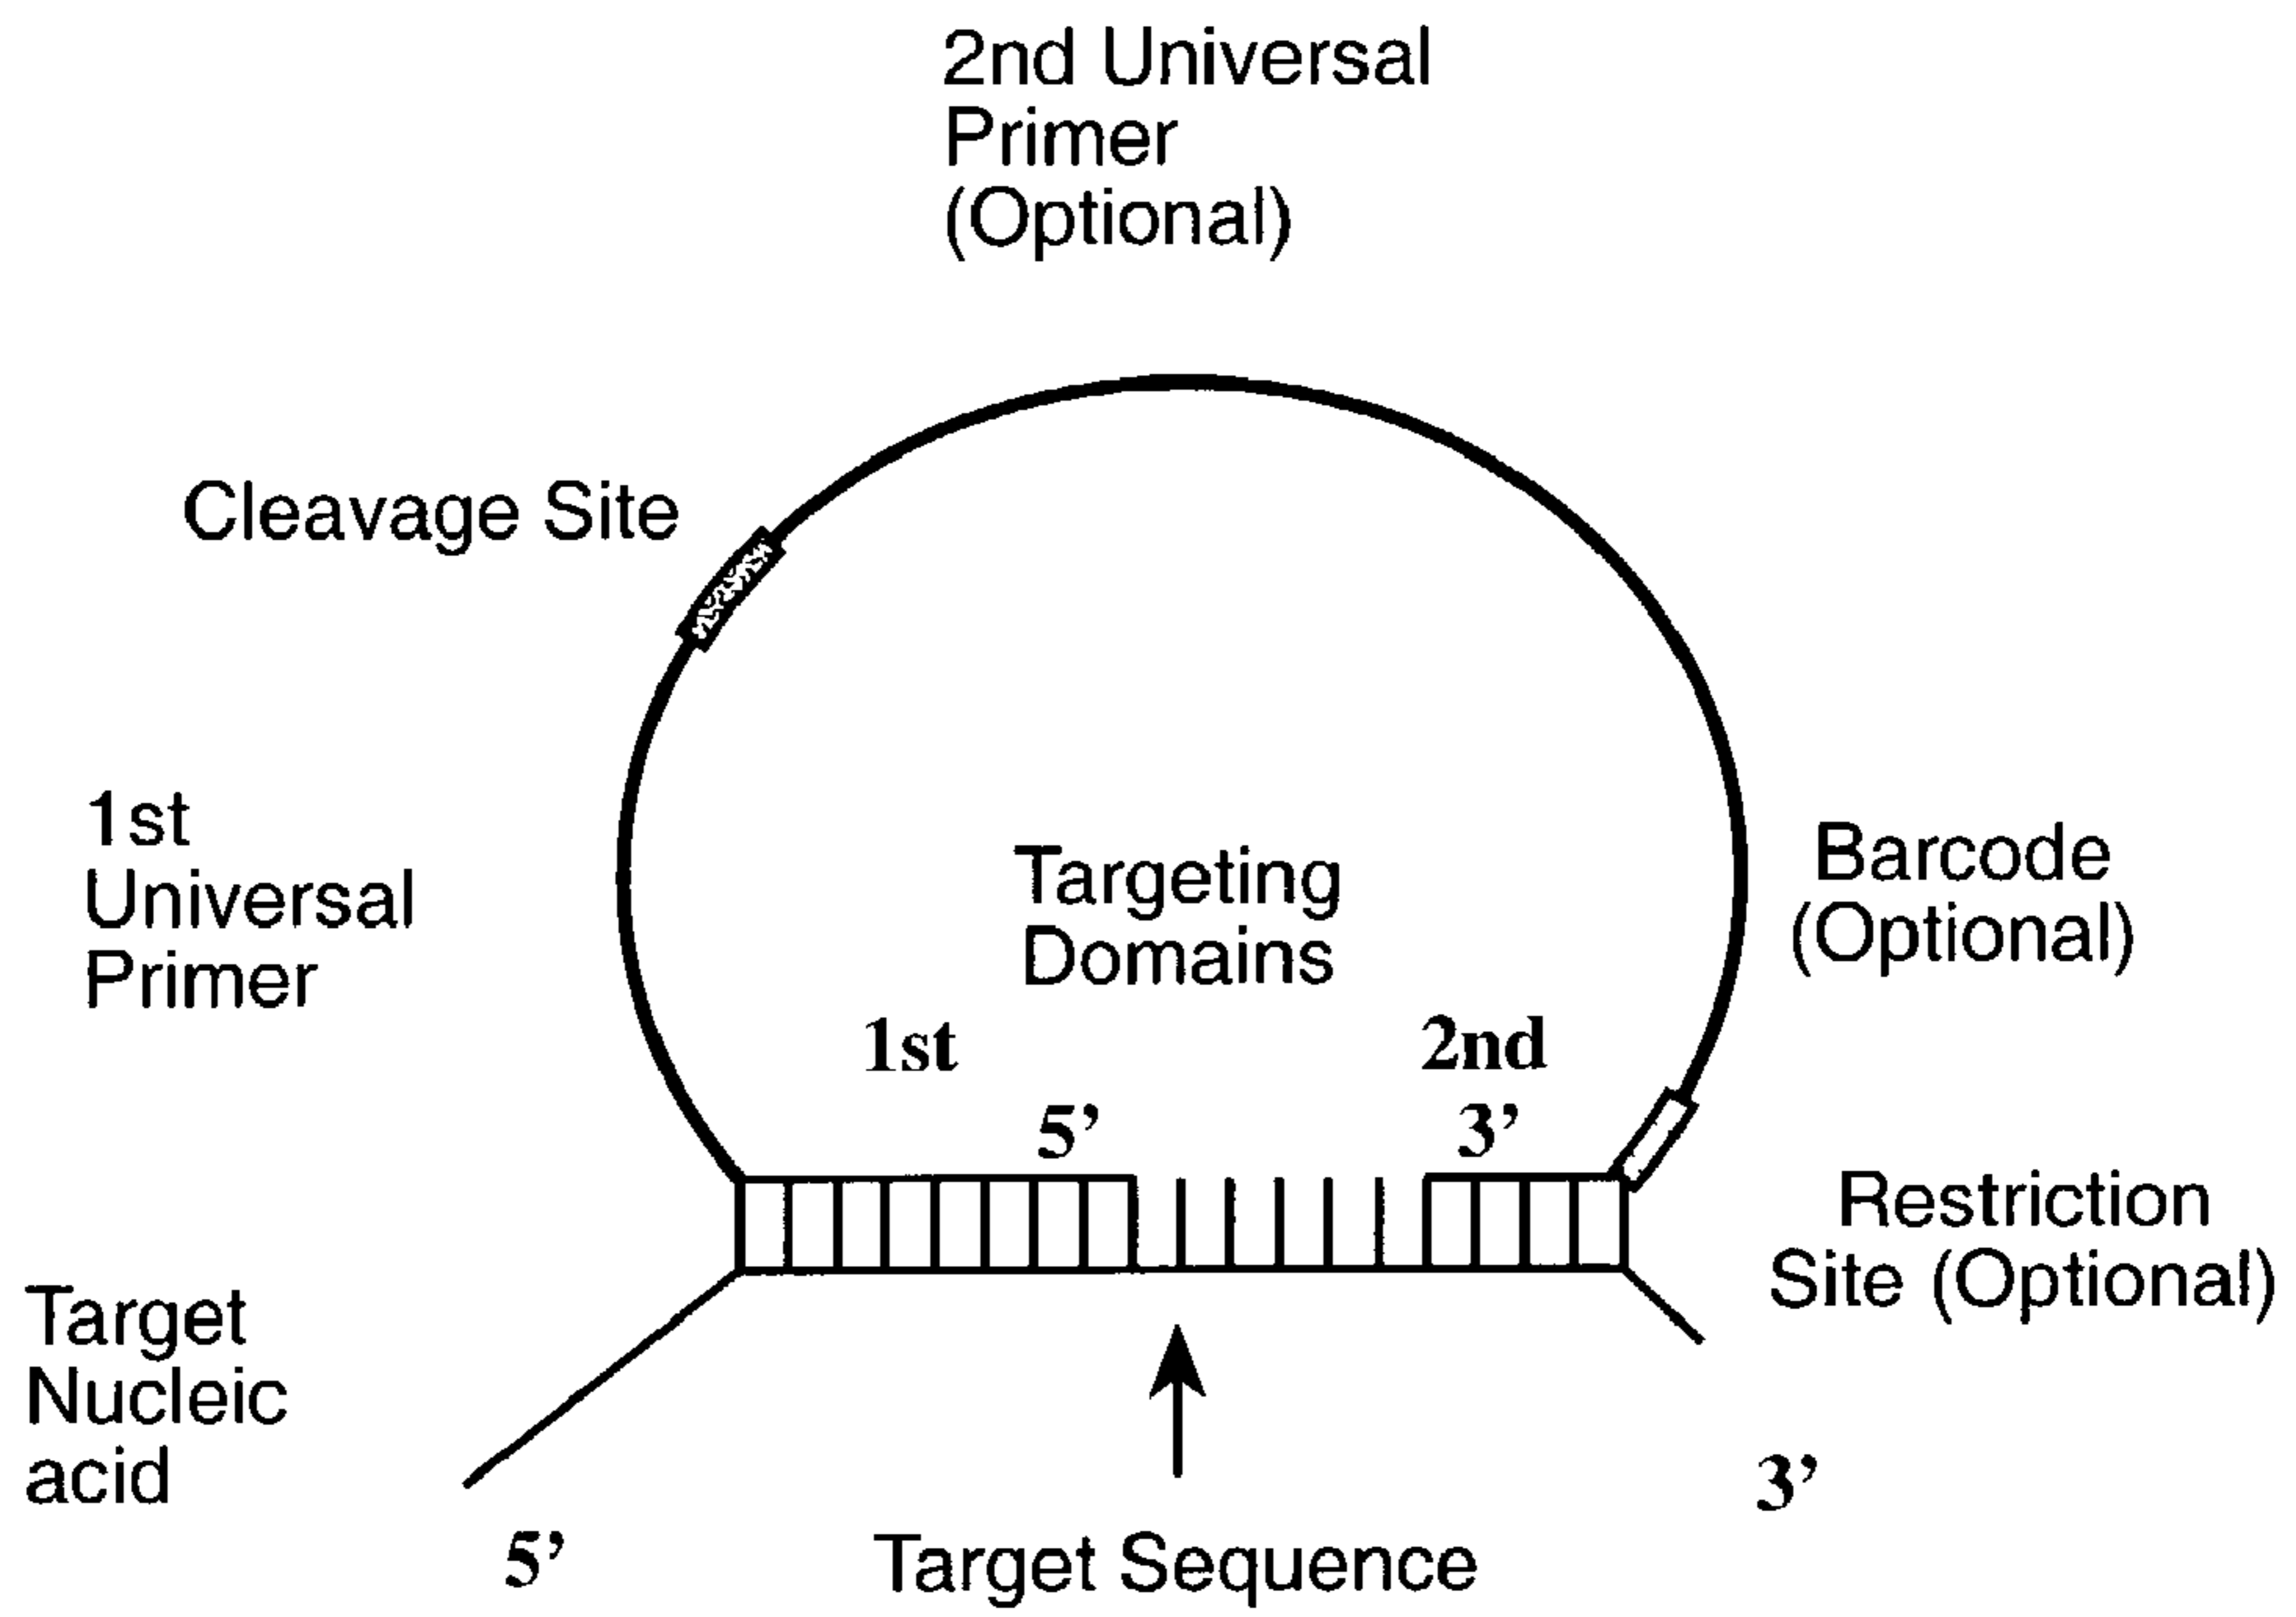 2nd Universal
Primer
(Optional)
Cleavage Site
1st
Universal
Primer
Targeting
Domains
Barcode
(Optional)
1st
2nd
5’
3’
Restriction
Site (Optional)
Target
Nucleic
acid
5’
Target Sequence
3’